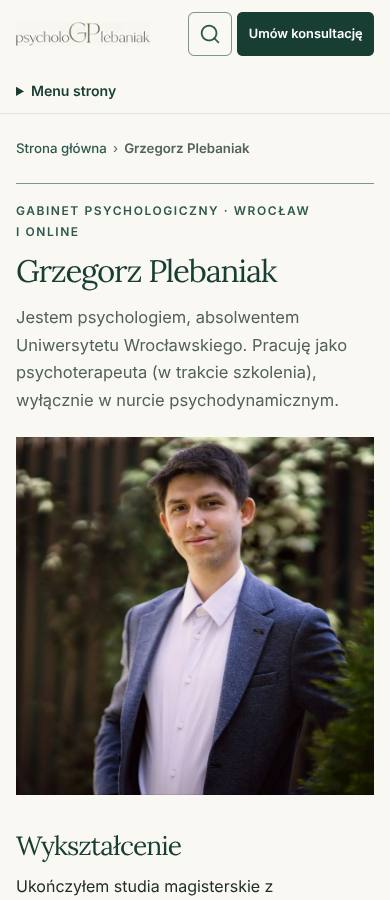 psycholoGPlebaniak
Umów konsultację
Menu strony
Strona główna › Grzegorz Plebaniak
GABINET PSYCHOLOGICZNY · WROCŁAW
I ONLINE
Grzegorz Plebaniak
Jestem psychologiem, absolwentem
Uniwersytetu Wrocławskiego. Pracuję jako
psychoterapeuta (w trakcie szkolenia),
wyłącznie w nurcie psychodynamicznym.
Wykształcenie
Ukończyłem studia magisterskie z